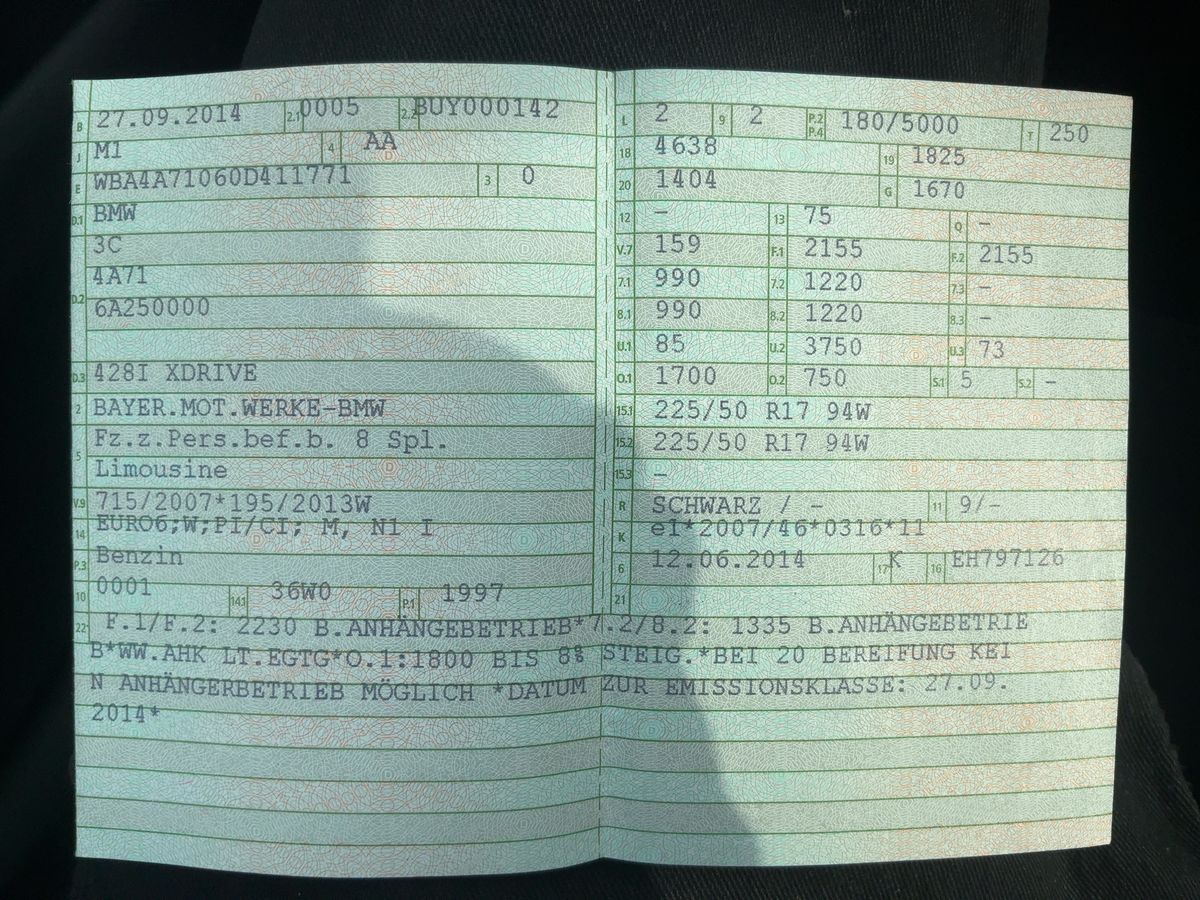 B 27.09.2014 2.1 0005 2.2 BUY000142
J M1 4 AA
E WBA4A71060D411771 3 0
D.1 BMW
3C
4A71
D.2 6A250000
D.3 428I XDRIVE
2 BAYER.MOT.WERKE-BMW
Fz.z.Pers.bef.b. 8 Spl.
5 Limousine
V.9 715/2007*195/2013W
14 EURO6;W;PI/CI; M, N1 I
P.3 Benzin
10 0001 14.1 36W0 P.1 1997
L 2 9 2 P.2 P.4 180/5000 T 250
18 4638 19 1825
20 1404 G 1670
12 - 13 75 Q -
V.7 159 F.1 2155 F.2 2155
7.1 990 7.2 1220 7.3 -
8.1 990 8.2 1220 8.3 -
U.1 85 U.2 3750 U.3 73
O.1 1700 O.2 750 S.1 5 S.2 -
15.1 225/50 R17 94W
15.2 225/50 R17 94W
15.3 -
R SCHWARZ / - 11 9/-
K e1*2007/46*0316*11
6 12.06.2014 17 K 16 EH797126
21
22 F.1/F.2: 2230 B.ANHÄNGEBETRIEB*7.2/8.2: 1335 B.ANHÄNGEBETRIE
B*WW.AHK LT.EGTG*O.1:1800 BIS 8% STEIG.*BEI 20 BEREIFUNG KEI
N ANHÄNGERBETRIEB MÖGLICH *DATUM ZUR EMISSIONSKLASSE: 27.09.
2014*